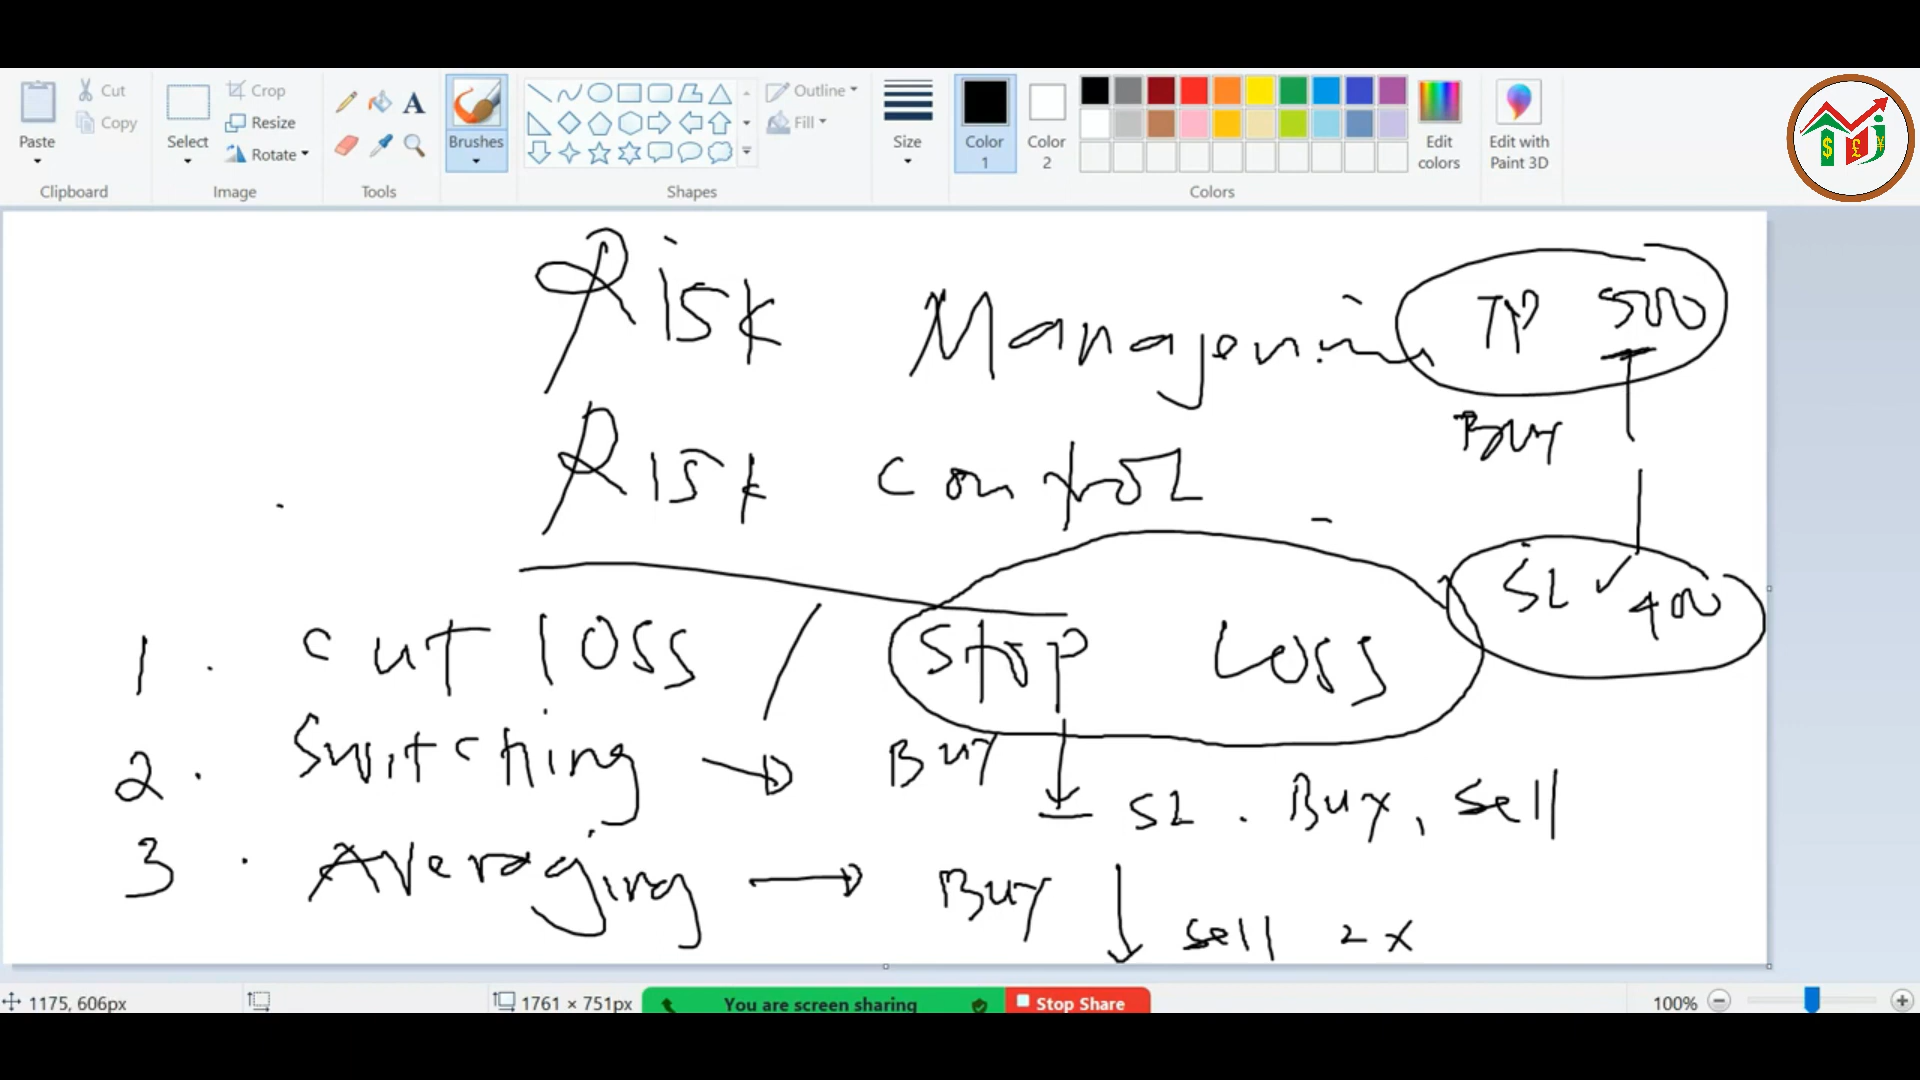 Cut
Copy
Paste
Clipboard
Select
Crop
Resize
Rotate
Image
Tools
Brushes
Shapes
Outline
Fill
Size
Color
1
Color
2
Colors
Edit
colors
Edit with
Paint 3D
Mj
$ £ ¥
Risk
TP 500
Risk Control
Buy
SL 400
1. Cut loss / Stop Loss
2. Switching → Buy ↓ SL. Buy, Sell
3. Averaging → Buy ↓ Sell 2x
1175, 606px
1761 × 751px
You are screen sharing
Stop Share
100%